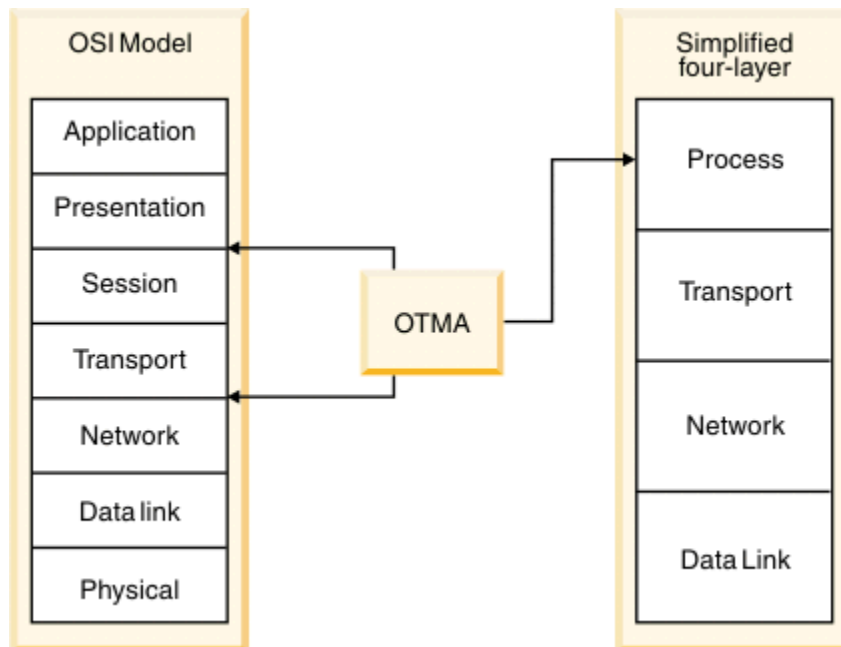 OSI Model
Application
Presentation
Session
Transport
Network
Data link
Physical
OTMA
Simplified
four-layer
Process
Transport
Network
Data Link